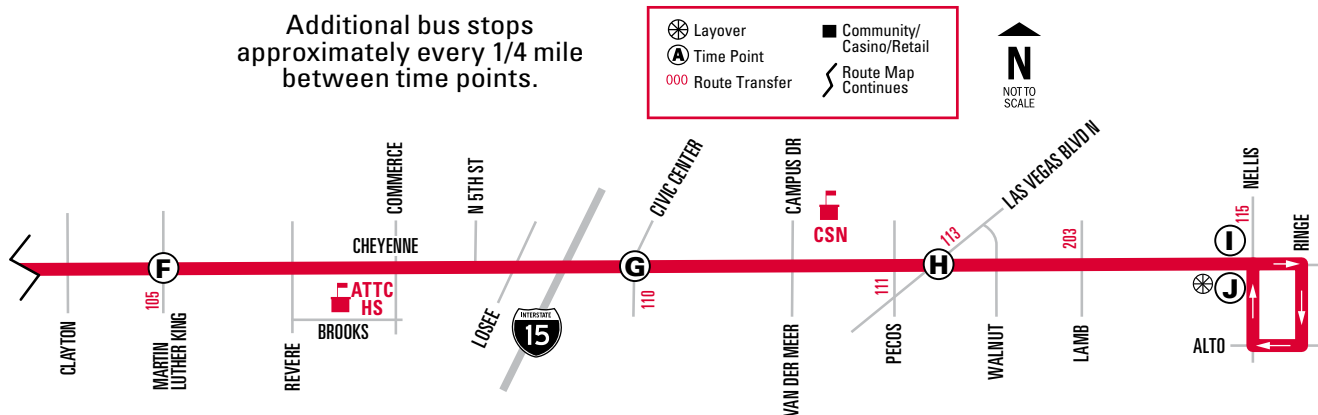 Additional bus stops
approximately every 1/4 mile
between time points.
Layover
A Time Point
000 Route Transfer
Community/
Casino/Retail
Route Map
Continues
N
NOT TO
SCALE
COMMERCE
N 5TH ST
CIVIC CENTER
CAMPUS DR
LAS VEGAS BLVD N
NELLIS
RINGE
CHEYENNE
CSN
113
203
115
F
G
H
I
J
105
ATTC
HS
110
111
BROOKS
LOSEE
INTERSTATE
15
ALTO
CLAYTON
MARTIN
LUTHER KING
REVERE
VAN DER MEER
PECOS
WALNUT
LAMB